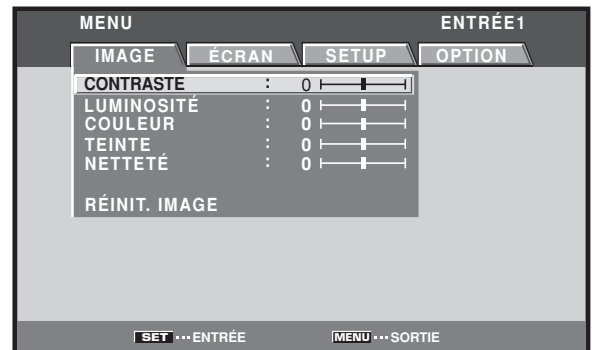 MENU ENTRÉE1
IMAGE ÉCRAN SETUP OPTION
CONTRASTE : 0
LUMINOSITÉ : 0
COULEUR : 0
TEINTE : 0
NETTETÉ : 0
RÉINIT. IMAGE
SET ··· ENTRÉE MENU ··· SORTIE